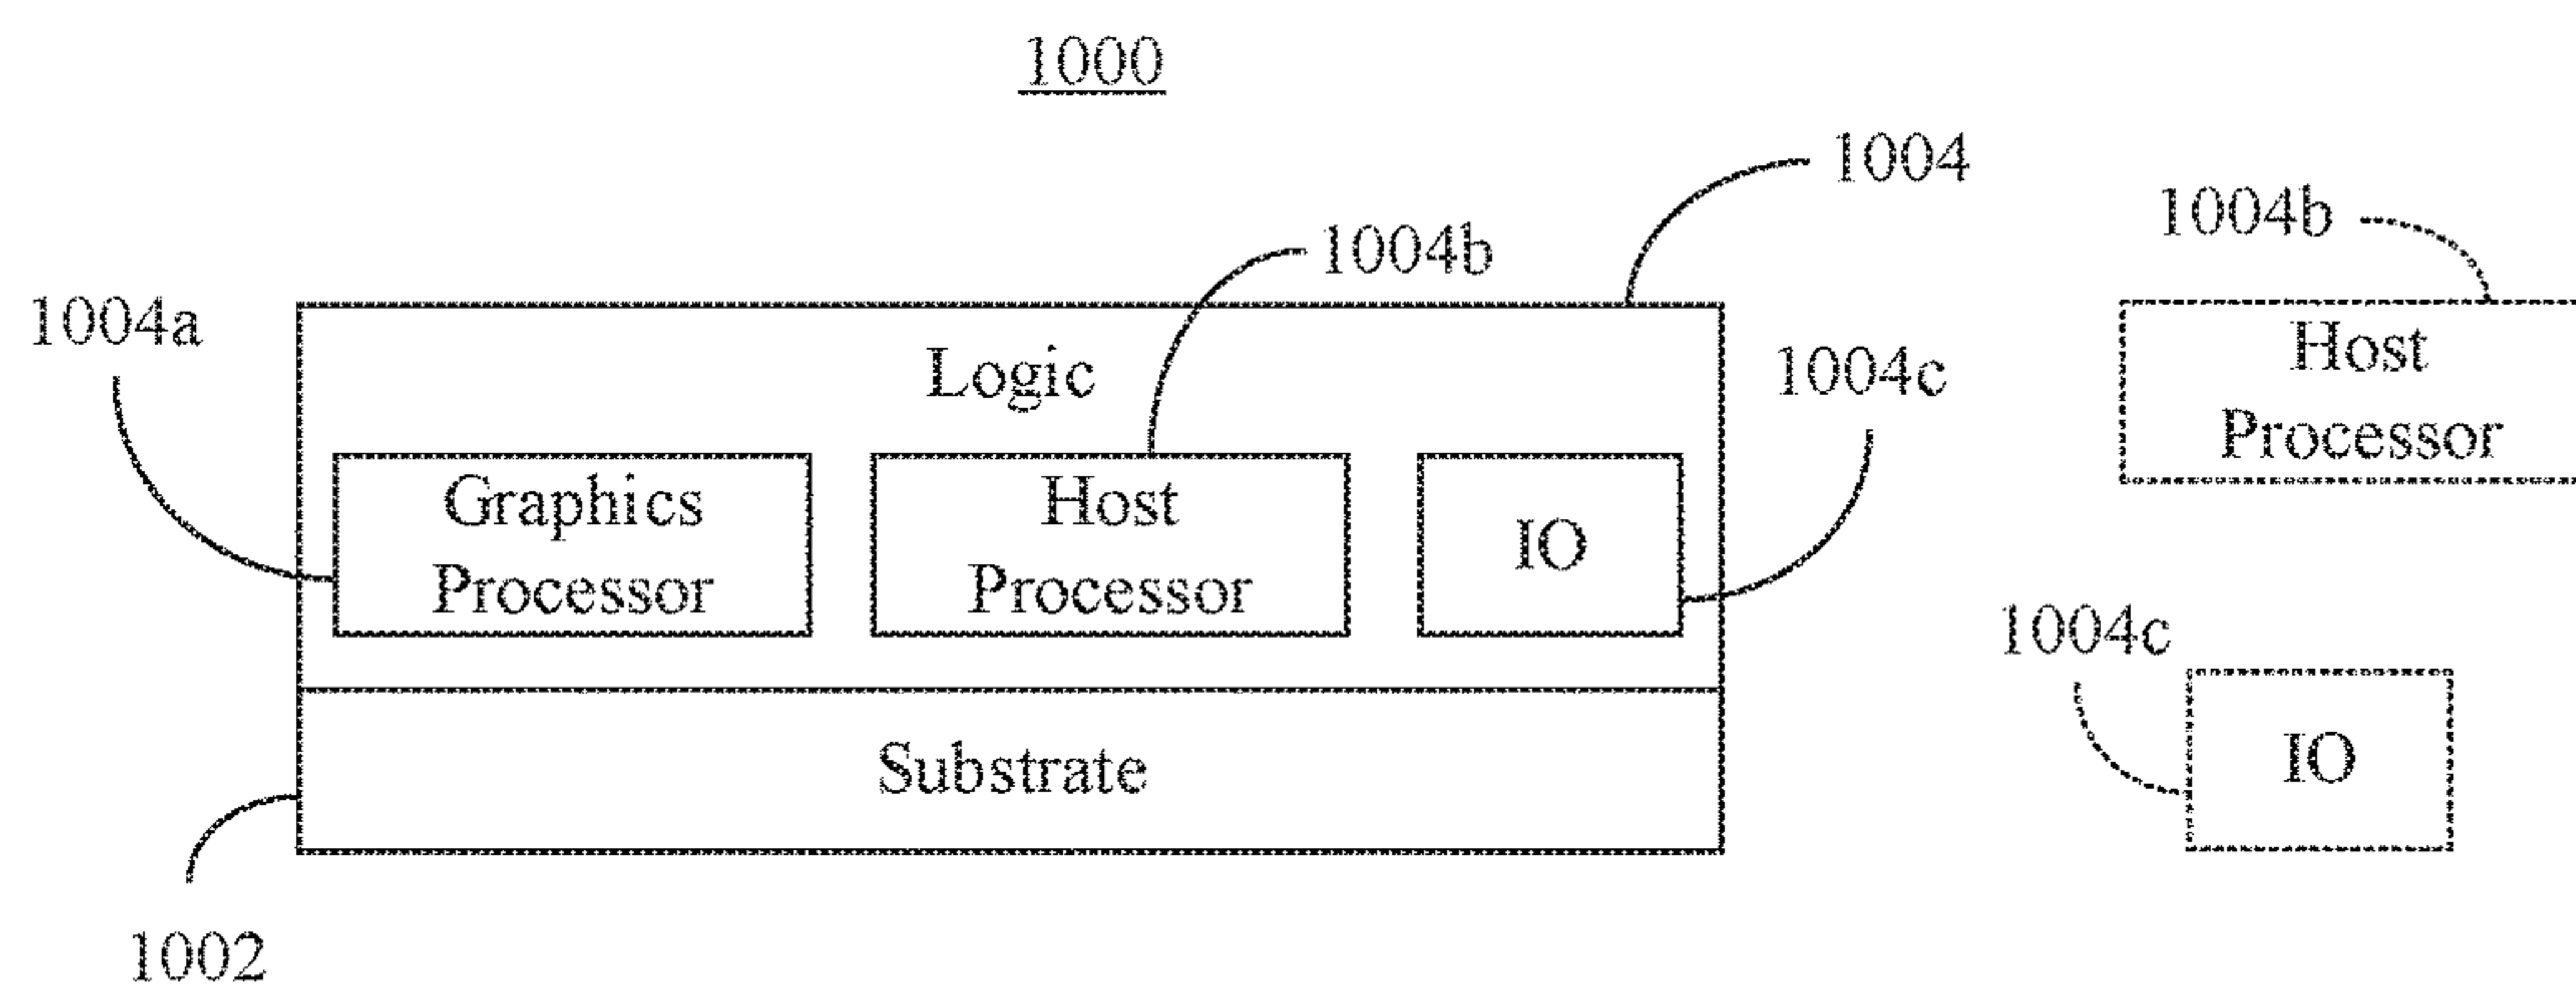 1000
1004
1004b
1004b
1004a
Logic
1004c
Host
Processor
Graphics
Processor
Host
Processor
IO
1004c
IO
Substrate
1002